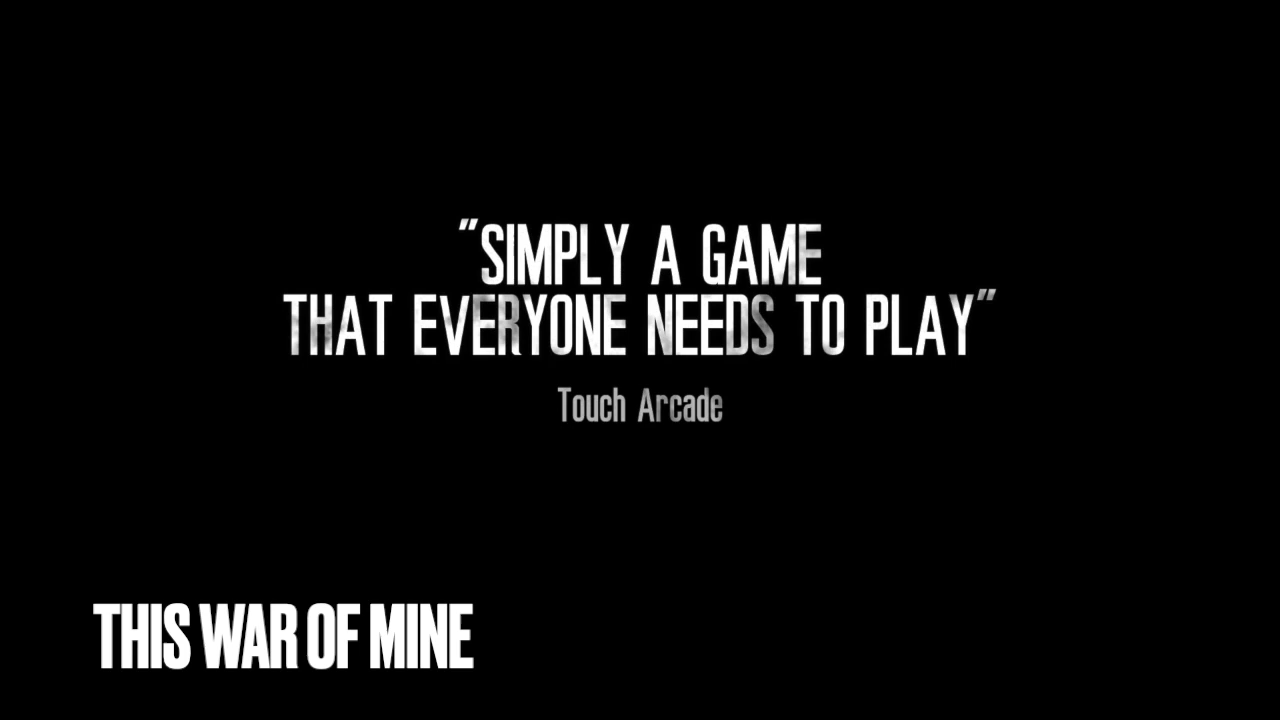 "SIMPLY A GAME
THAT EVERYONE NEEDS TO PLAY"
Touch Arcade
THIS WAR OF MINE